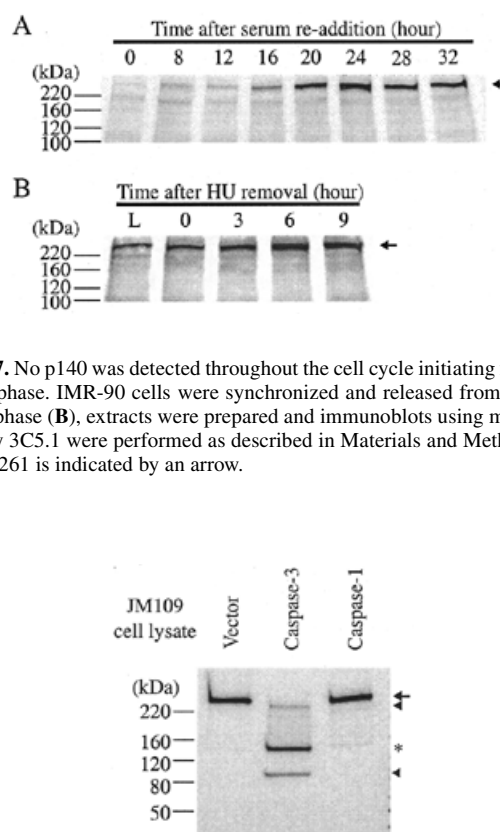 A
Time after serum re-addition (hour)
0 8 12 16 20 24 28 32
(kDa)
220
160
120
100
B
Time after HU removal (hour)
L 0 3 6 9
(kDa)
220
160
120
100
7. No p140 was detected throughout the cell cycle initiating
phase. IMR-90 cells were synchronized and released from
phase (B), extracts were prepared and immunoblots using m
y 3C5.1 were performed as described in Materials and Meth
261 is indicated by an arrow.
JM109
cell lysate
Vector
Caspase-3
Caspase-1
(kDa)
220
160
120
80
50
*